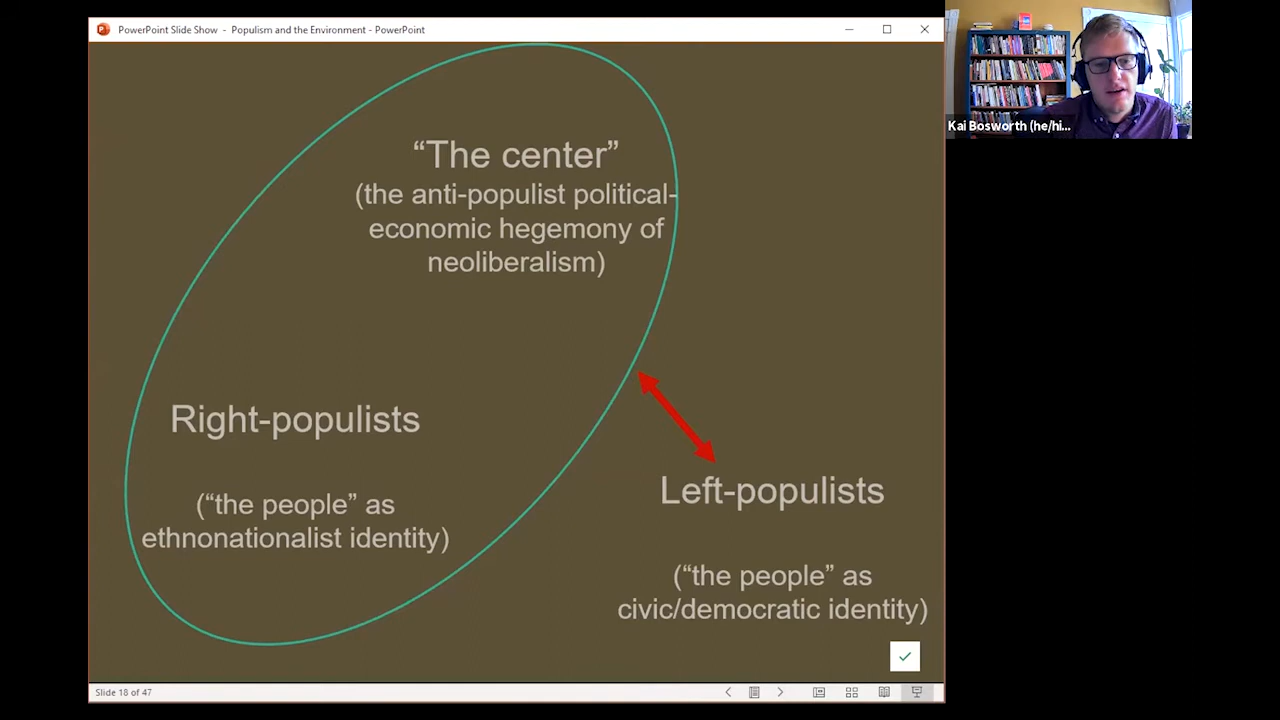 PowerPoint Slide Show - Populism and the Environment - PowerPoint
Kai Bosworth (he/hi...
“The center”
(the anti-populist political-
economic hegemony of
neoliberalism)
Right-populists
(“the people” as
ethnonationalist identity)
Left-populists
(“the people” as
civic/democratic identity)
Slide 18 of 47